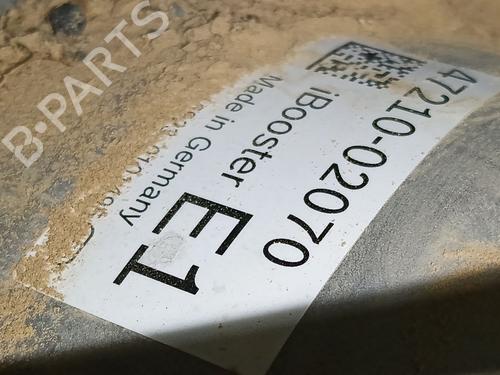 B-PARTS
47210-02070
iBooster
E1
Made in Germany